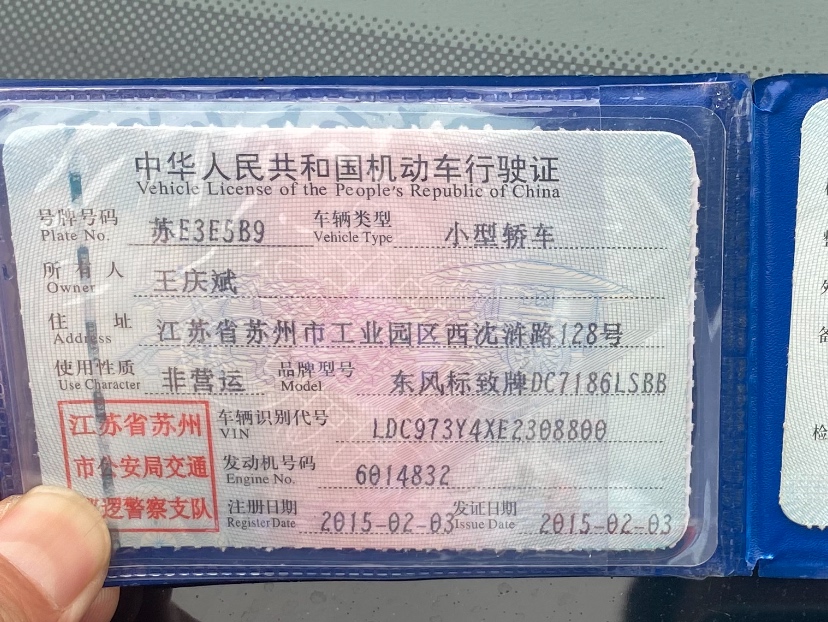 中华人民共和国机动车行驶证
Vehicle License of the People's Republic of China
号牌号码 苏E3E5B9 车辆类型 小型轿车
Plate No. Vehicle Type
所有人 王庆斌
Owner
住址 江苏省苏州市工业园区西沈浒路128号
Address
使用性质 非营运 品牌型号 东风标致牌DC7186LSBB
Use Character Model
江苏省苏州
市公安局交通
逻警察支队
车辆识别代号 LDC973Y4XE2308800
VIN
发动机号码 6014832
Engine No.
注册日期 2015-02-03 发证日期 2015-02-03
Register Date Issue Date
检